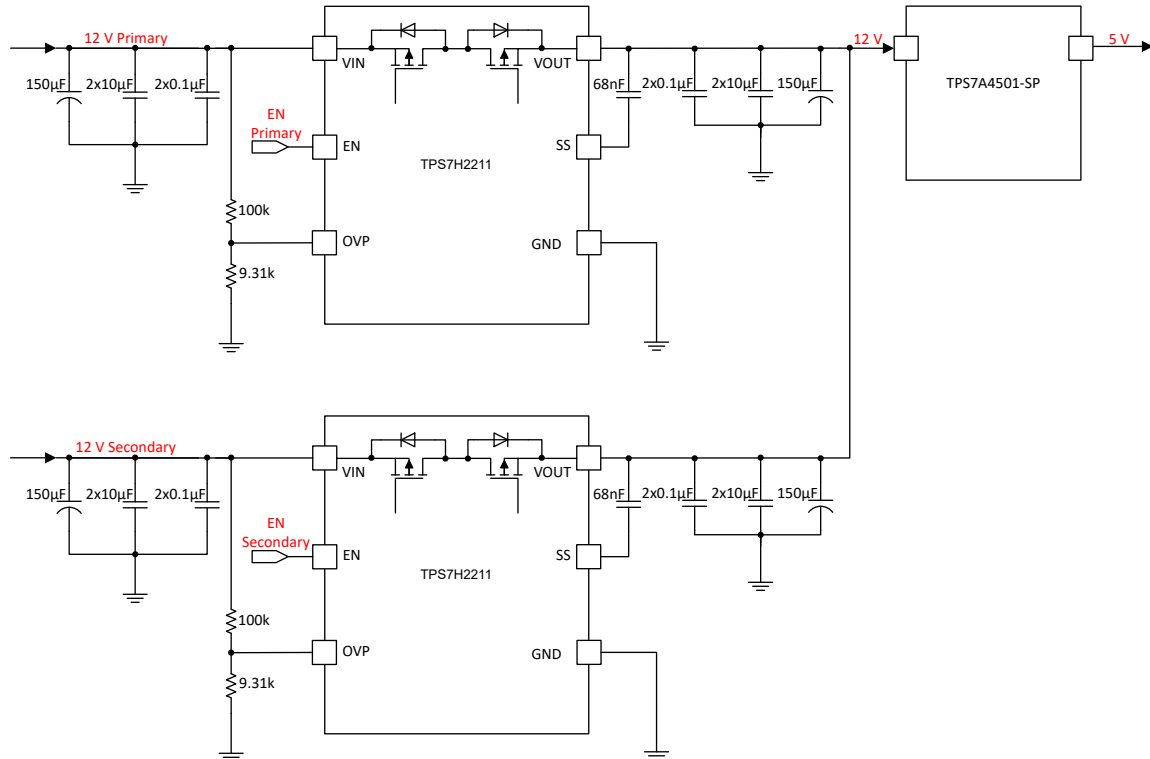 12 V Primary
150µF
2x10µF
2x0.1µF
VIN
VOUT
68nF
2x0.1µF
2x10µF
150µF
12 V
5 V
TPS7A4501-SP
EN
Primary
EN
SS
TPS7H2211
100k
OVP
GND
9.31k
12 V Secondary
150µF
2x10µF
2x0.1µF
VIN
VOUT
68nF
2x0.1µF
2x10µF
150µF
EN
Secondary
EN
SS
TPS7H2211
100k
OVP
GND
9.31k